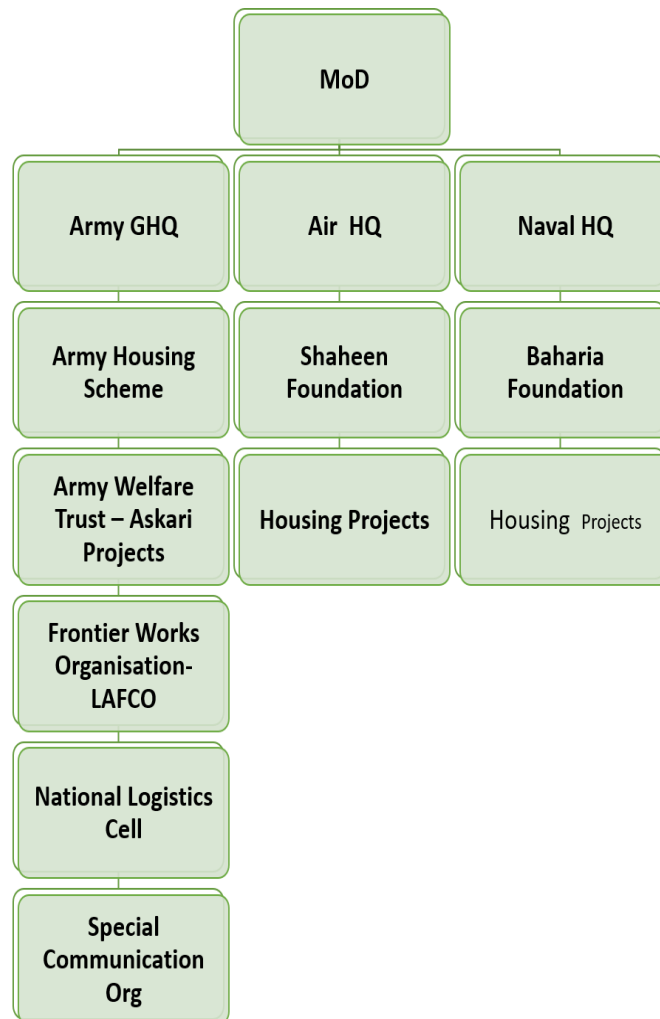 MoD
Army GHQ
Air HQ
Naval HQ
Army Housing
Scheme
Shaheen
Foundation
Baharia
Foundation
Army Welfare
Trust – Askari
Projects
Housing Projects
Housing Projects
Frontier Works
Organisation-
LAFCO
National Logistics
Cell
Special
Communication
Org